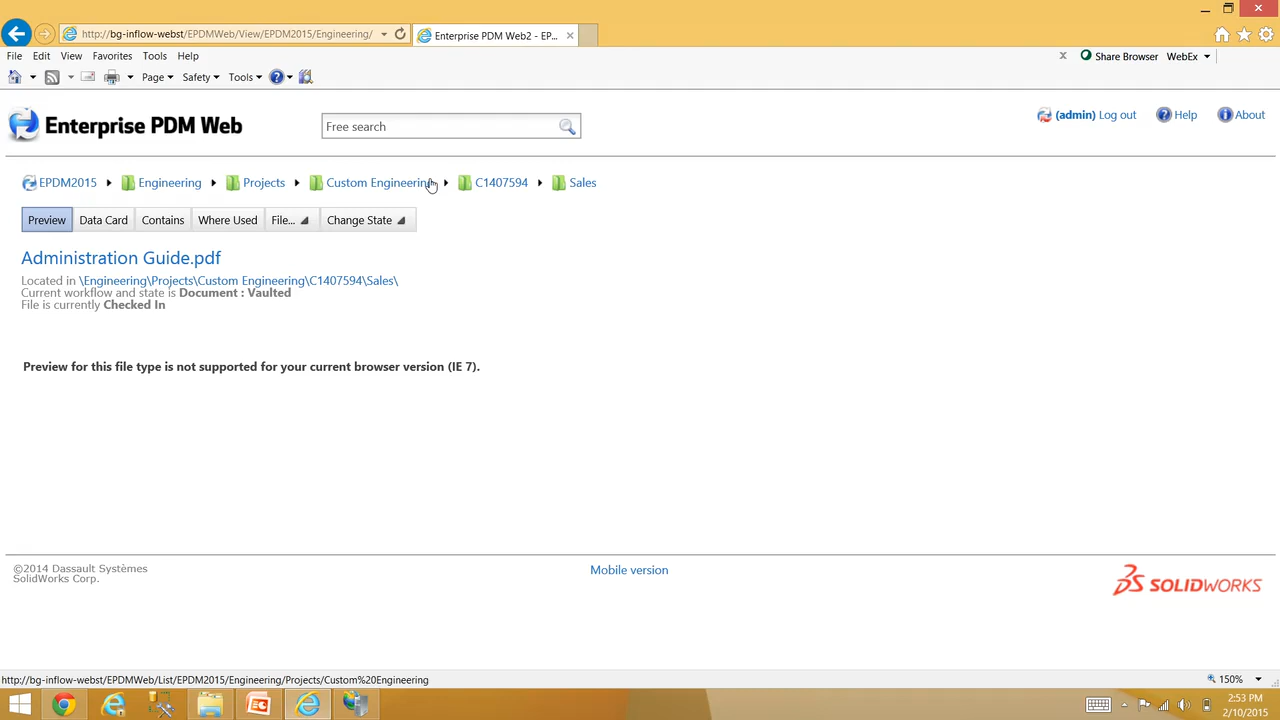 http://bg-inflow-webst/EPDMWeb/View/EPDM2015/Engineering/
Enterprise PDM Web2 - EP...
File Edit View Favorites Tools Help
x Share Browser WebEx
Page Safety Tools
Enterprise PDM Web
Free search
(admin) Log out Help About
EPDM2015 Engineering Projects Custom Engineering C1407594 Sales
Preview Data Card Contains Where Used File... Change State
Administration Guide.pdf
Located in \Engineering\Projects\Custom Engineering\C1407594\Sales\
Current workflow and state is Document : Vaulted
File is currently Checked In
Preview for this file type is not supported for your current browser version (IE 7).
©2014 Dassault Systèmes
SolidWorks Corp.
Mobile version
SOLIDWORKS
http://bg-inflow-webst/EPDMWeb/List/EPDM2015/Engineering/Projects/Custom%20Engineering
150%
2:53 PM
2/10/2015